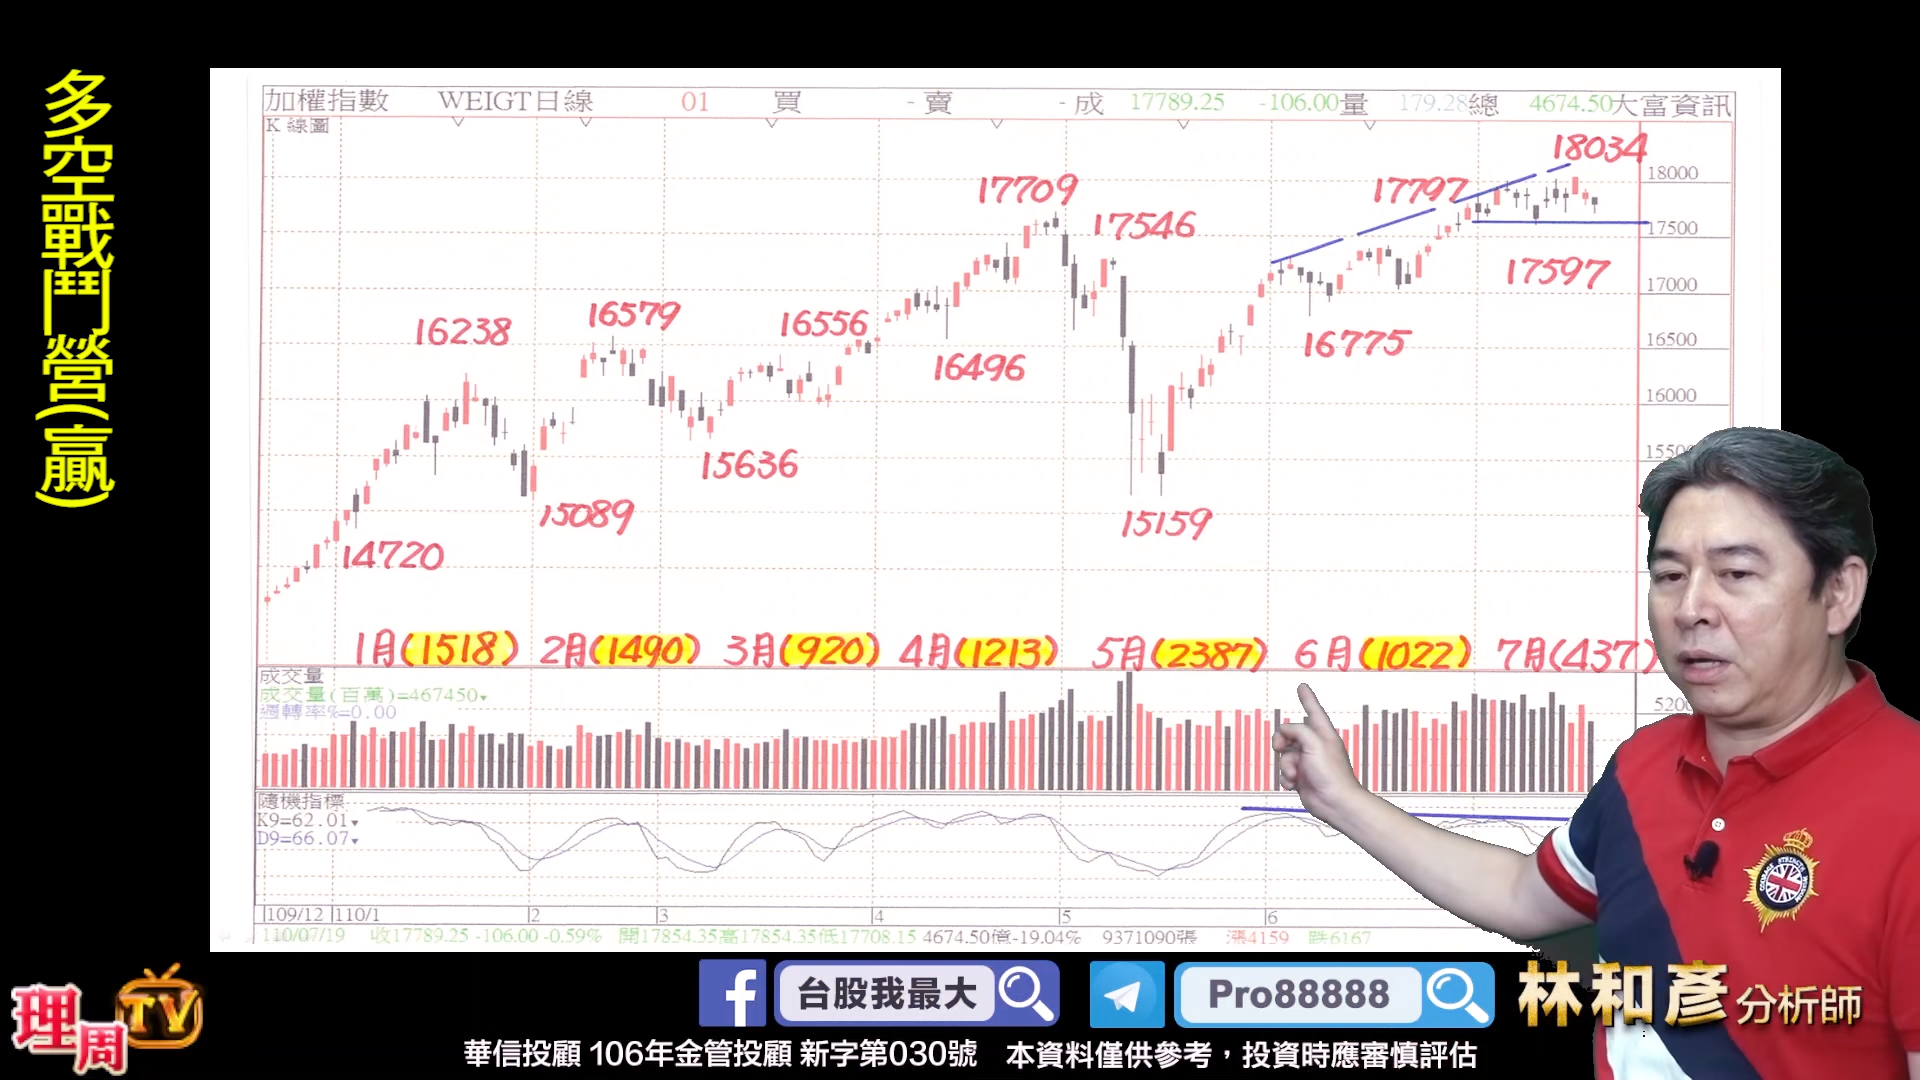 多空戰鬥營(贏)
加權指數 WEIGT日線 01 買 - 賣 - 成 17789.25 -106.00量 179.28總 4674.50大富資訊
K 線圖
18034
18000
17797
17709
17546
17500
17597
17000
16775
16500
16579
16556
16238
16496
16000
15636
15500
15089
15159
14720
1月(1518) 2月(1490) 3月(920) 4月(1213) 5月(2387) 6月(1022) 7月(437)
成交量
成交量(百萬)=467450
週轉率%=0.00
隨機指標
K9=62.01
D9=66.07
109/12 110/1 2 3 4 5 6
110/07/19 收17789.25 -106.00 -0.59% 開17854.35高17854.35低17708.15 4674.50億-19.04% 9371090張 漲4159 跌6167
理周TV
台股我最大
Pro88888
林和彥分析師
華信投顧 106年金管投顧 新字第030號 本資料僅供參考，投資時應審慎評估